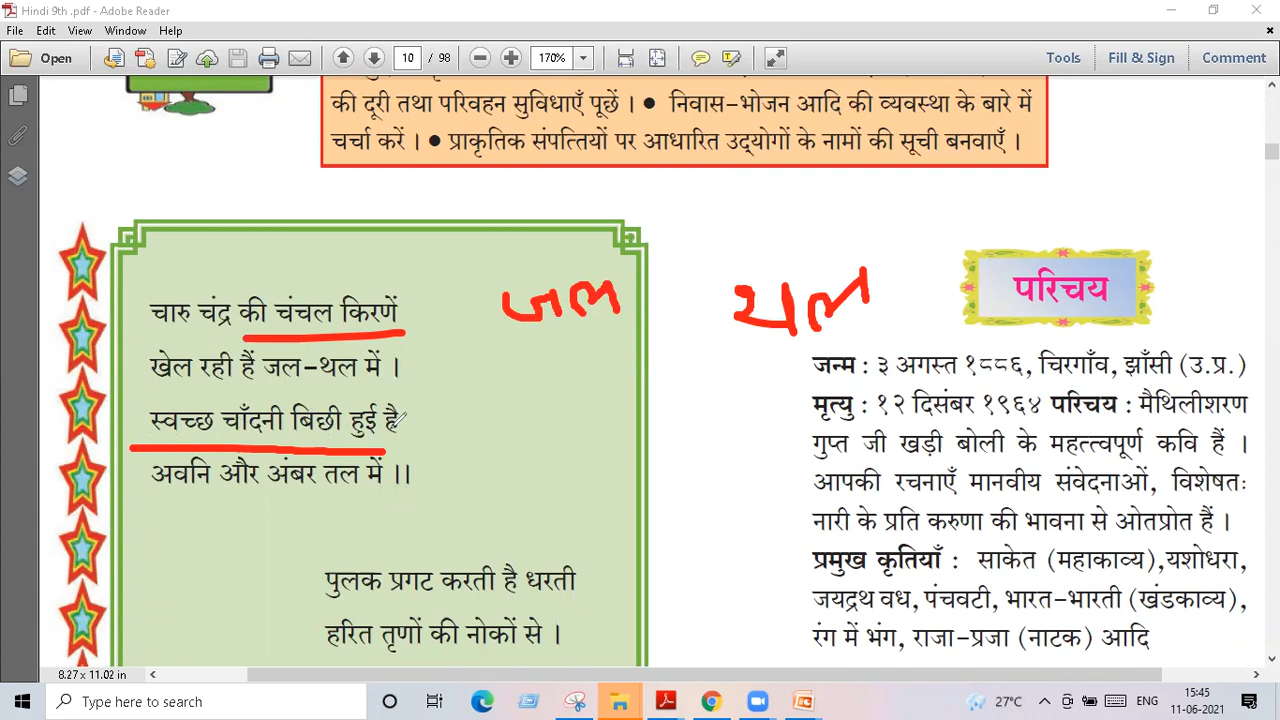 Hindi 9th .pdf - Adobe Reader
File Edit View Window Help
Open 10 / 98 170% Tools Fill & Sign Comment
की दूरी तथा परिवहन सुविधाएँ पूछें । ● निवास-भोजन आदि की व्यवस्था के बारे में
चर्चा करें । ● प्राकृतिक संपत्तियों पर आधारित उद्योगों के नामों की सूची बनवाएँ ।
चारु चंद्र की चंचल किरणें
खेल रही हैं जल-थल में ।
स्वच्छ चाँदनी बिछी हुई है
अवनि और अंबर तल में ।।
पुलक प्रगट करती है धरती
हरित तृणों की नोकों से ।
जल थल
परिचय
जन्म : ३ अगस्त १८८६, चिरगाँव, झाँसी (उ.प्र.)
मृत्यु : १२ दिसंबर १९६४ परिचय : मैथिलीशरण
गुप्त जी खड़ी बोली के महत्त्वपूर्ण कवि हैं ।
आपकी रचनाएँ मानवीय संवेदनाओं, विशेषतः
नारी के प्रति करुणा की भावना से ओतप्रोत हैं ।
प्रमुख कृतियाँ : साकेत (महाकाव्य),यशोधरा,
जयद्रथ वध, पंचवटी, भारत-भारती (खंडकाव्य),
रंग में भंग, राजा-प्रजा (नाटक) आदि
8.27 x 11.02 in
Type here to search
27°C ENG 15:45
11-06-2021